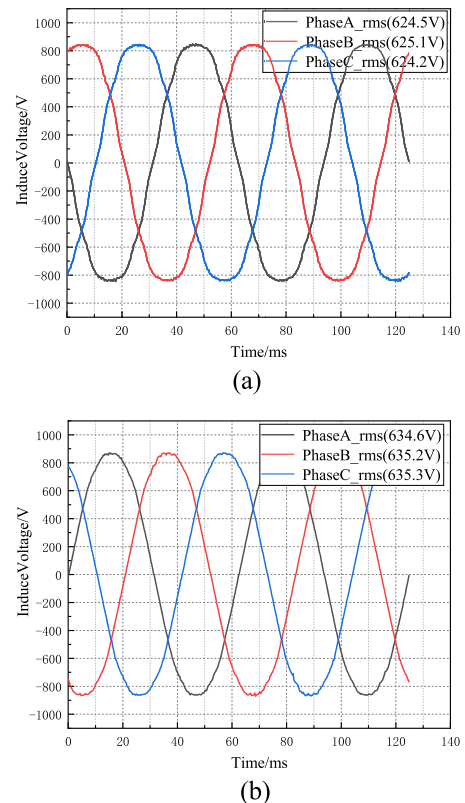 PhaseA_rms(624.5V)
PhaseB_rms(625.1V)
PhaseC_rms(624.2V)
InduceVoltage/V
1000
800
600
400
200
0
−200
−400
−600
−800
−1000
0 20 40 60 80 100 120 140
Time/ms
(a)
PhaseA_rms(634.6V)
PhaseB_rms(635.2V)
PhaseC_rms(635.3V)
InduceVoltage/V
1000
800
600
400
200
0
−200
−400
−600
−800
−1000
0 20 40 60 80 100 120 140
Time/ms
(b)